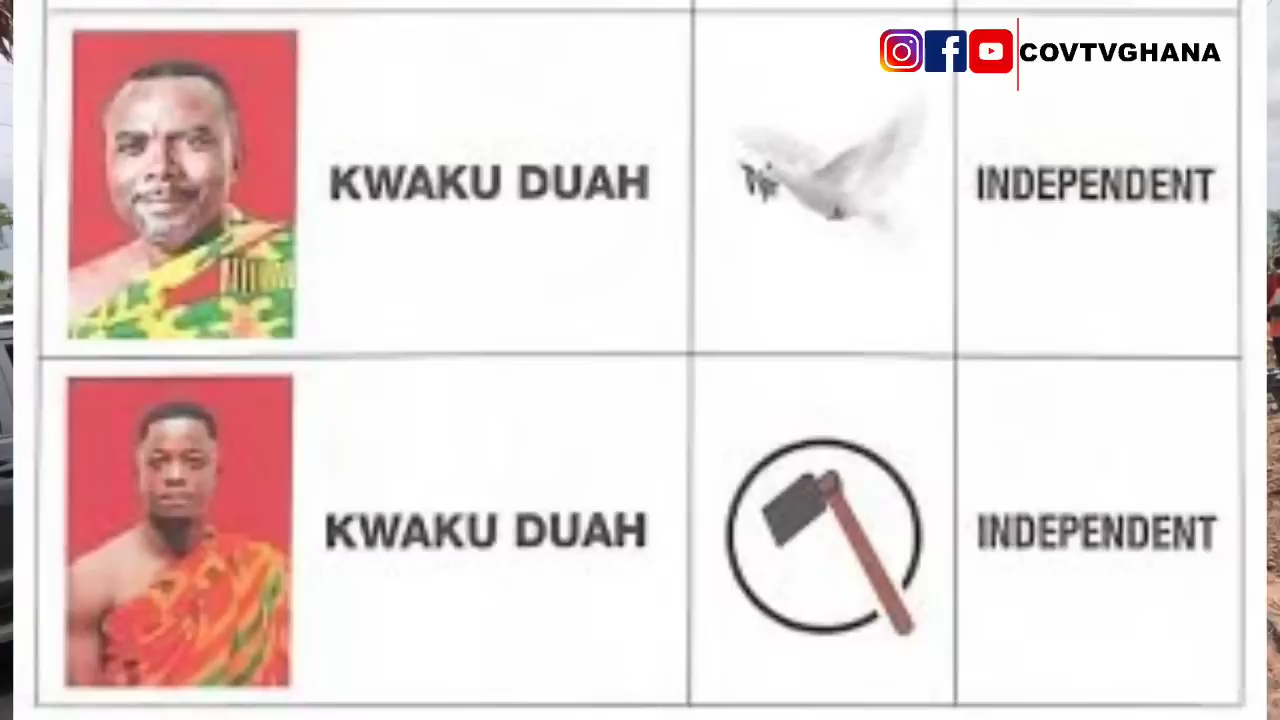 COVTVGHANA
KWAKU DUAH
INDEPENDENT
KWAKU DUAH
INDEPENDENT